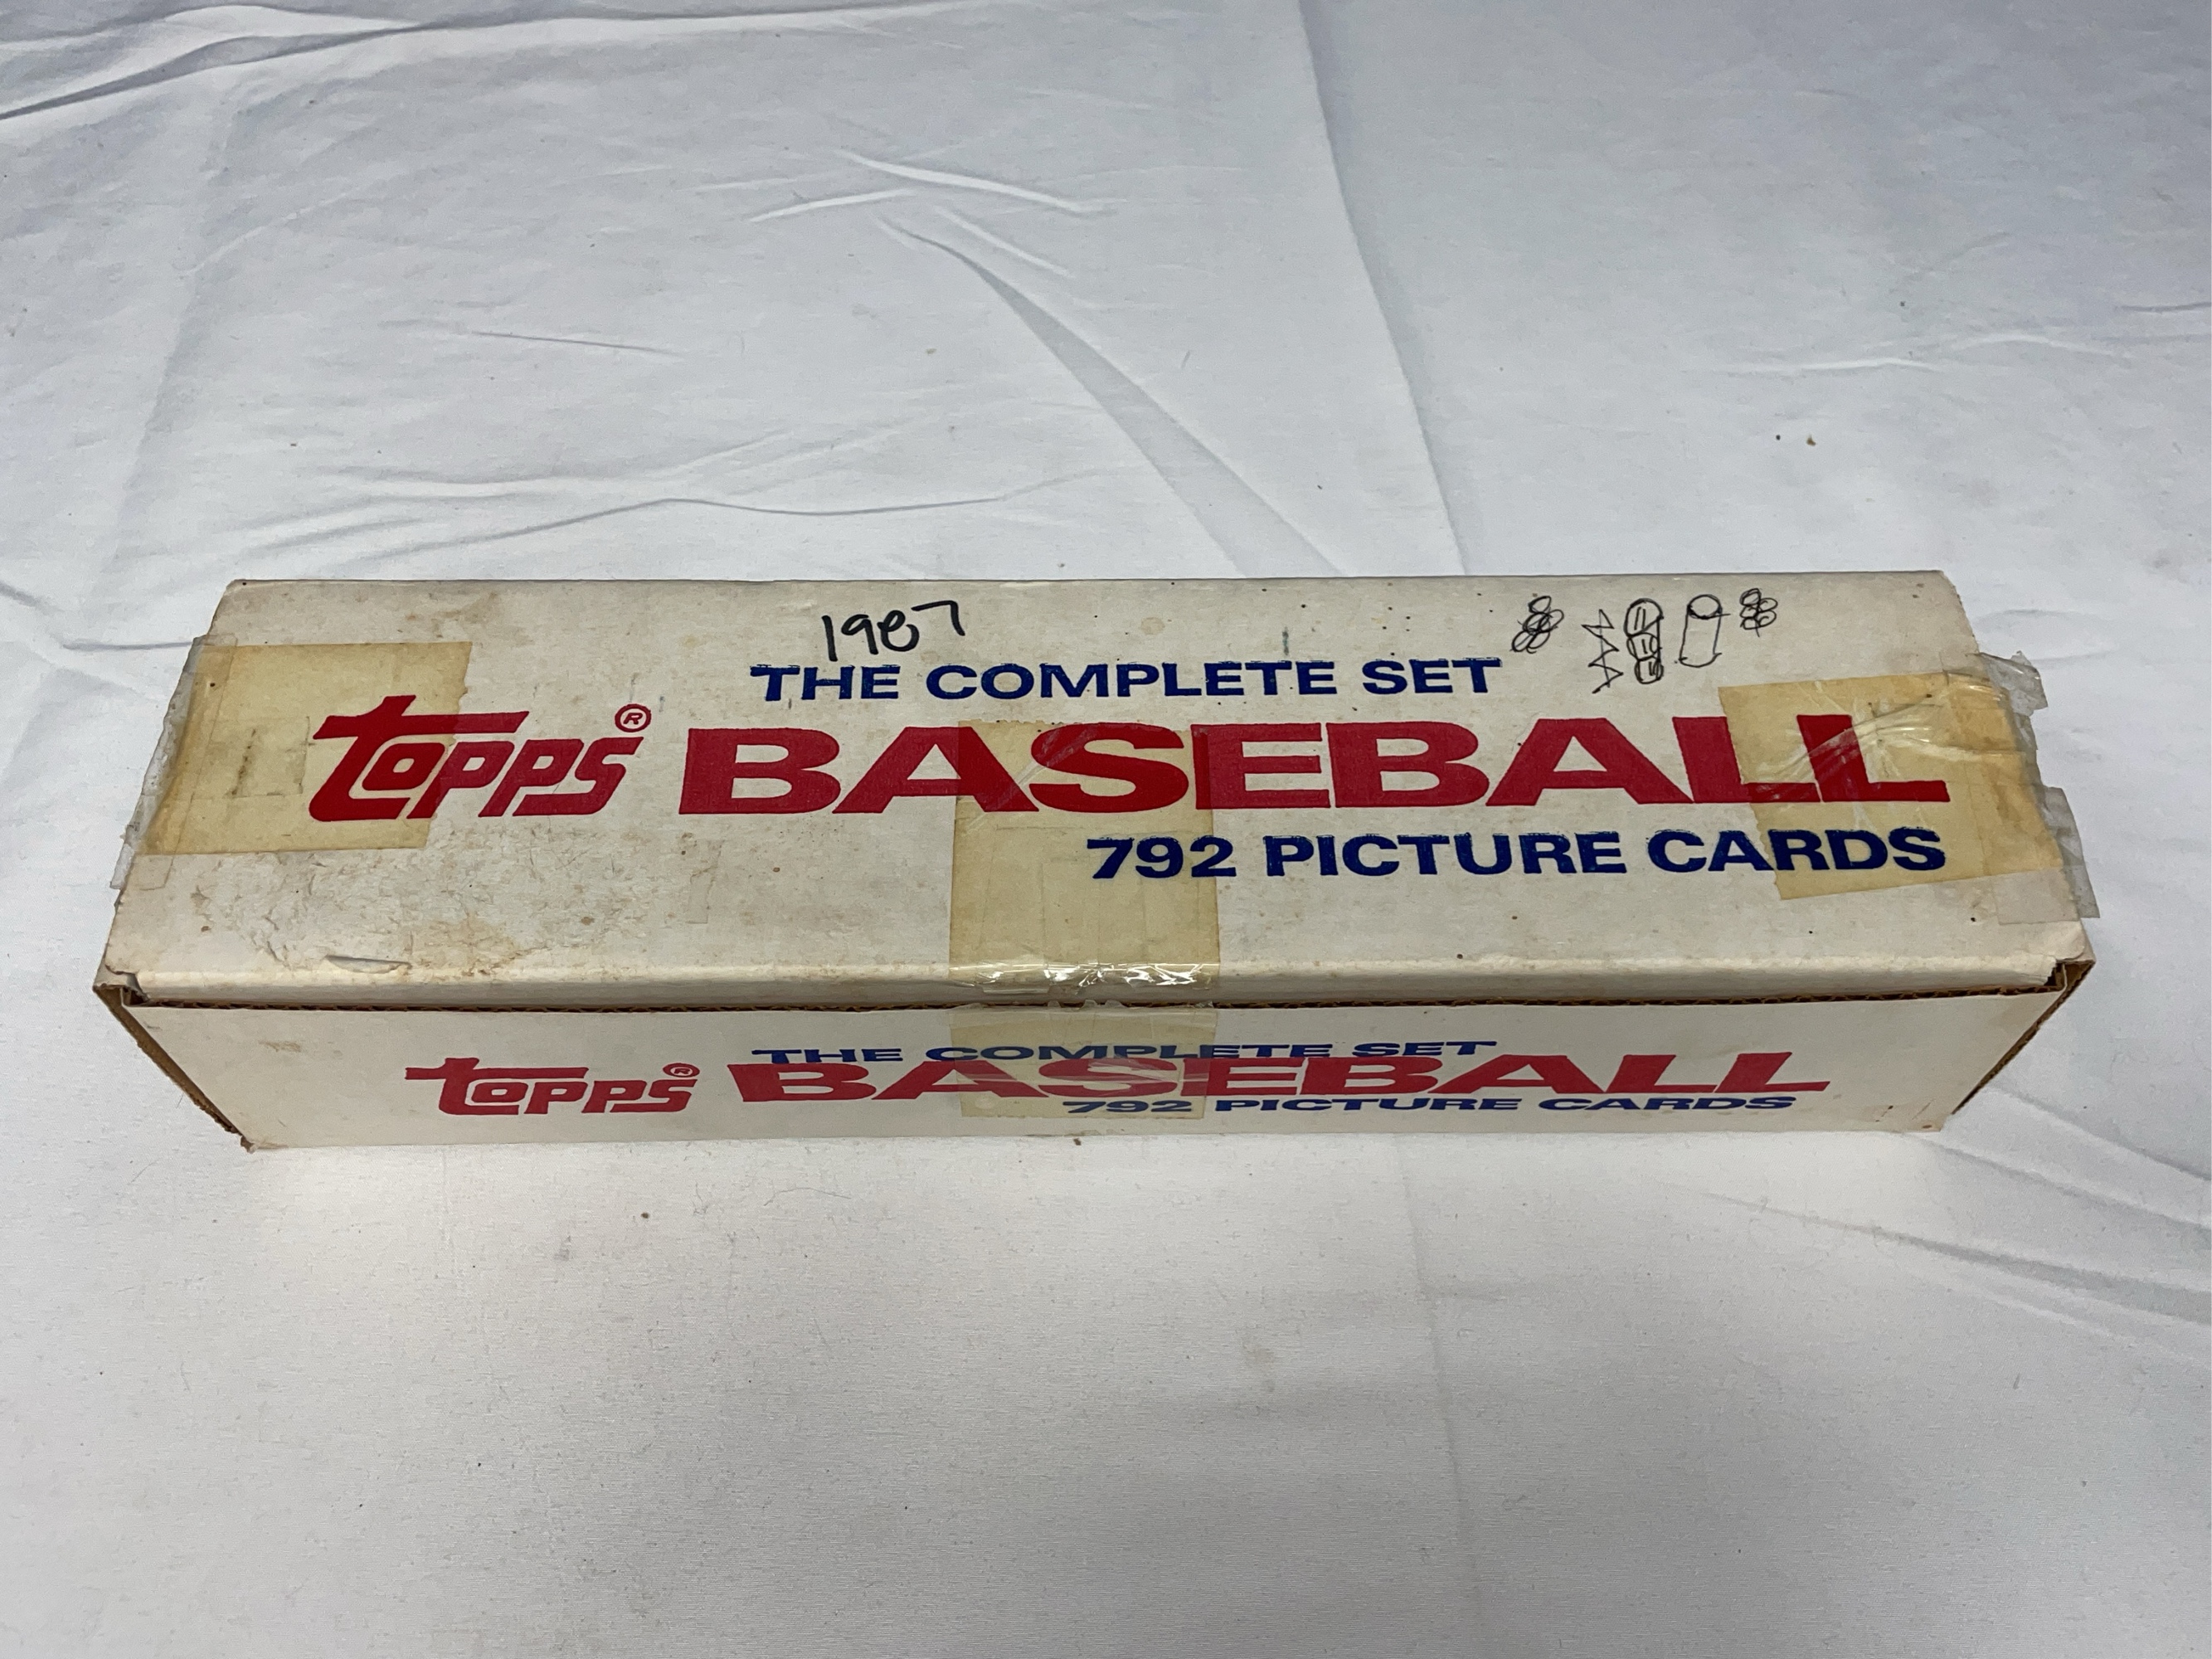 1987
THE COMPLETE SET
Topps® BASEBALL
792 PICTURE CARDS
THE COMPLETE SET
Topps® BASEBALL
792 PICTURE CARDS